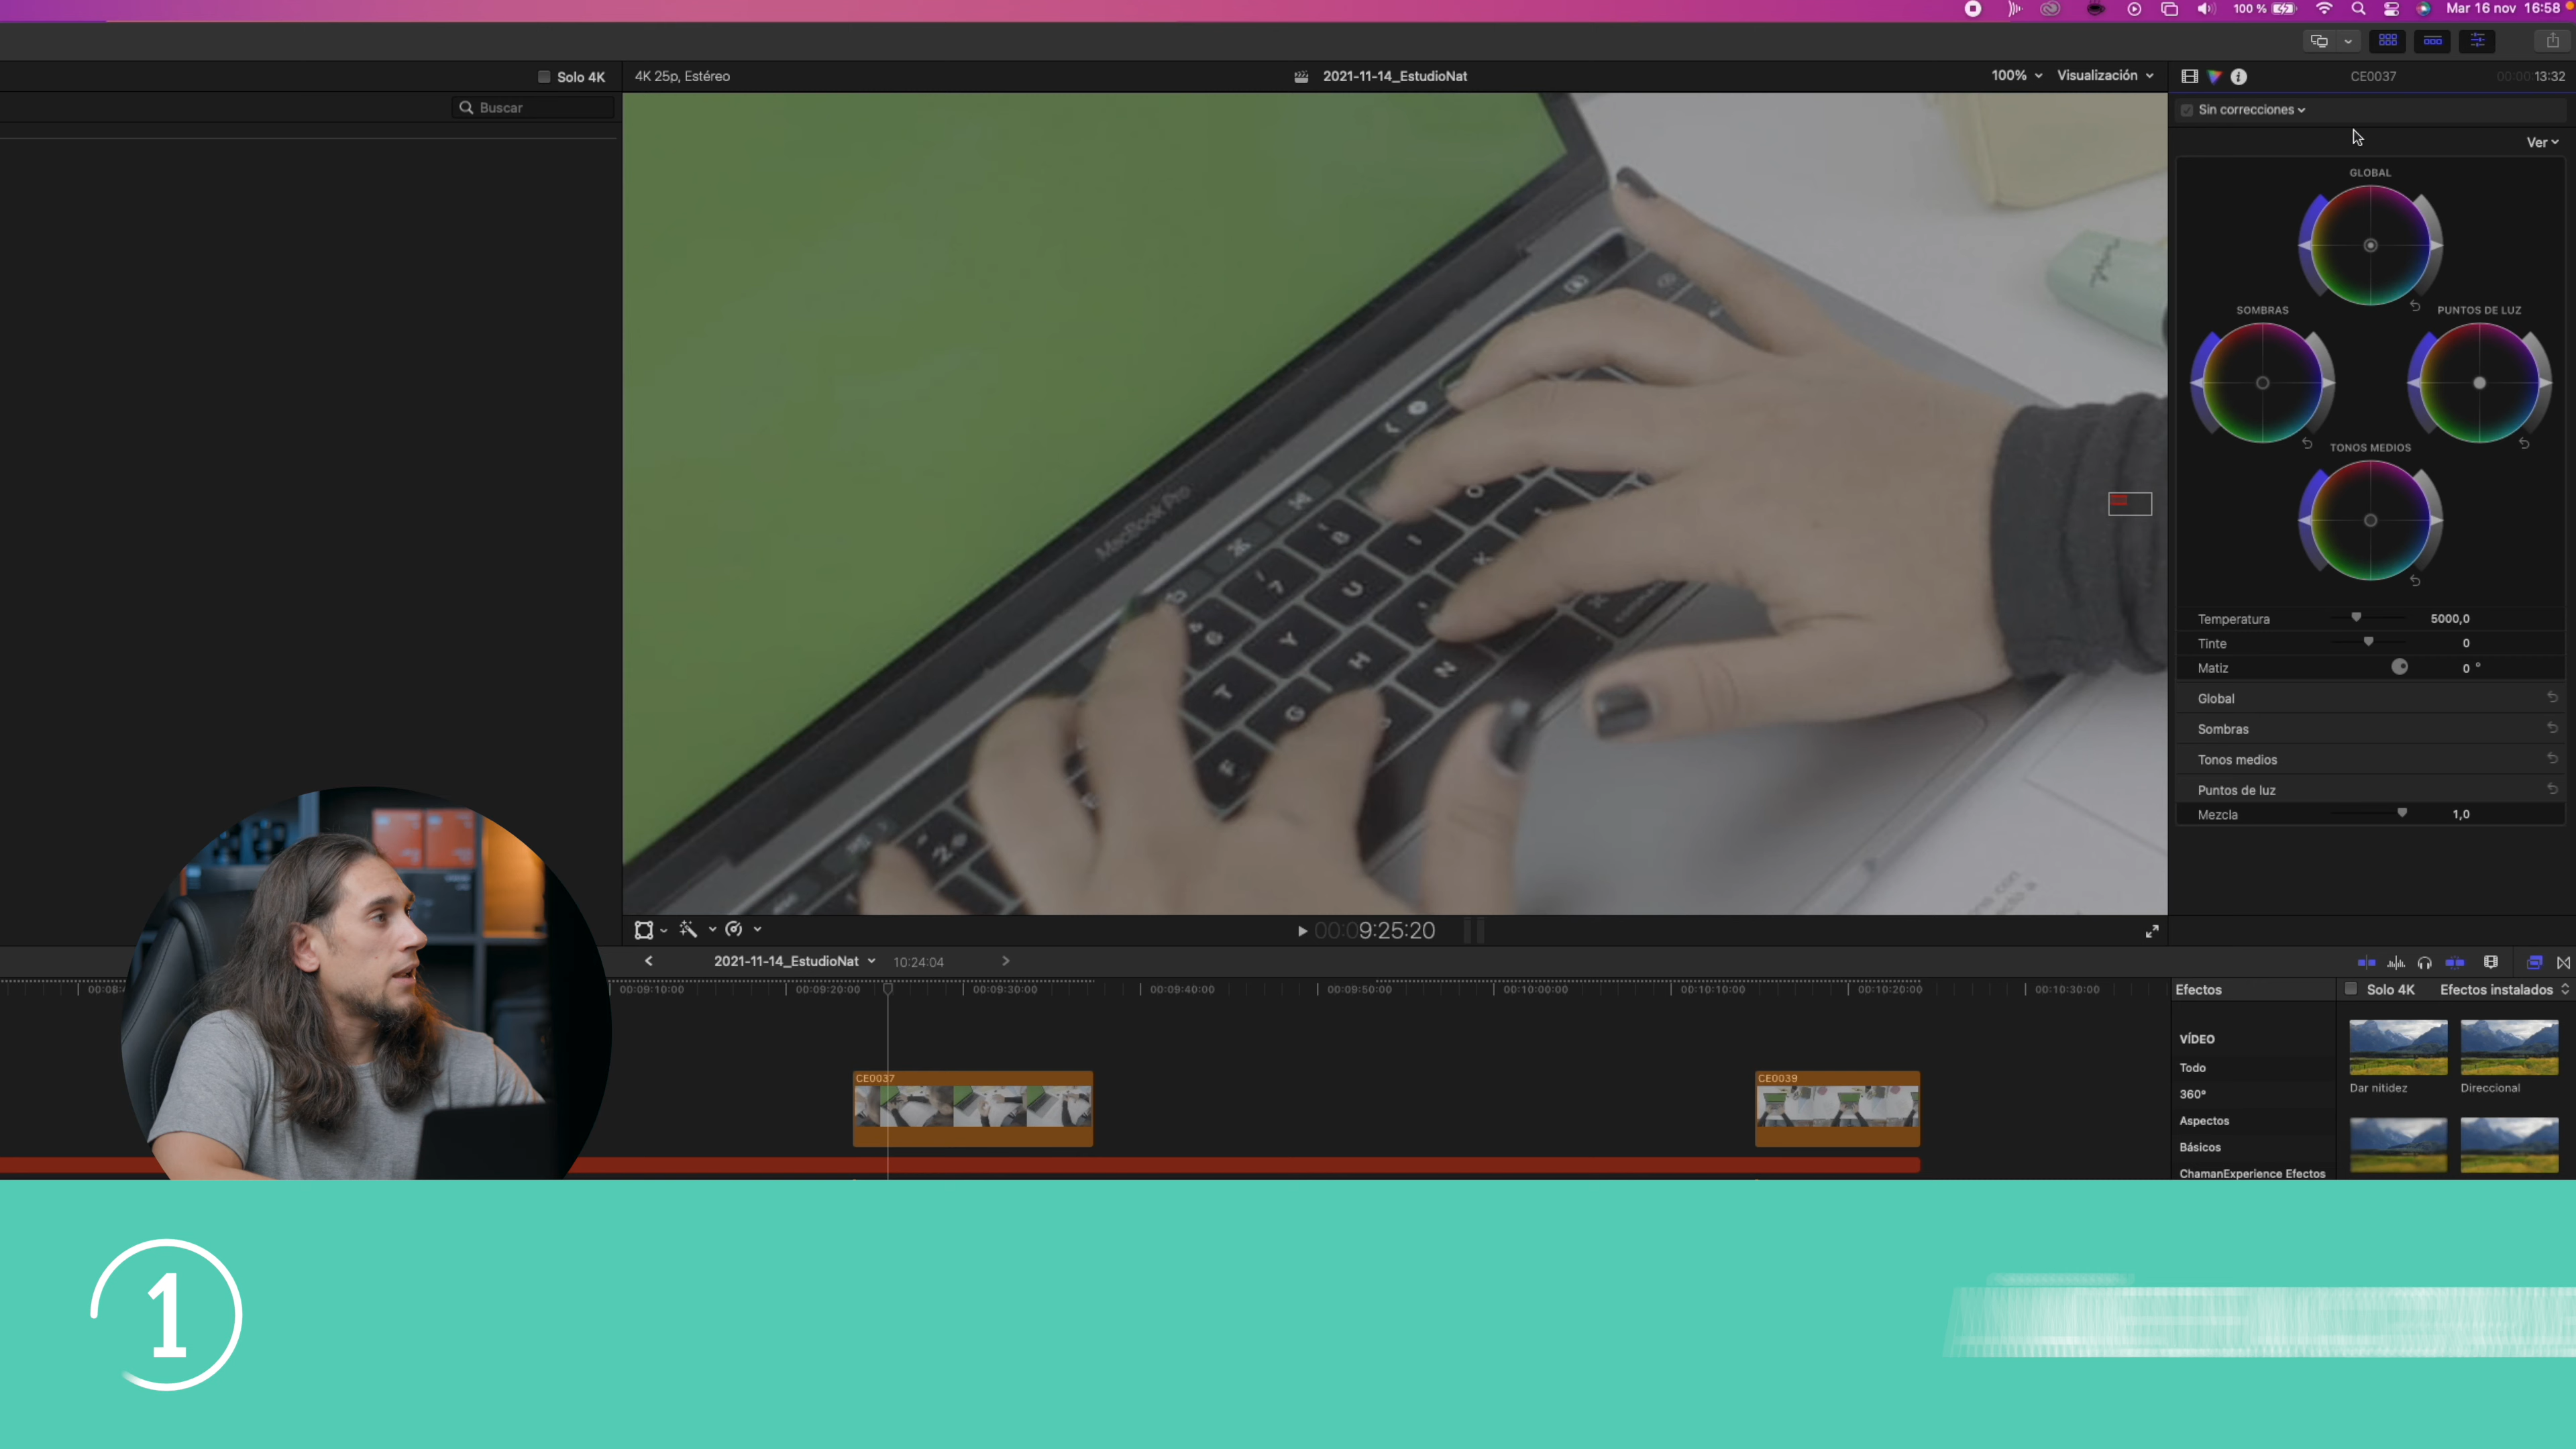 100 %
Mar 16 nov 16:58
Solo 4K
4K 25p, Estéreo
2021-11-14_EstudioNat
100%
Visualización
CE0037
00:00:13:32
Buscar
Sin correcciones
Ver
GLOBAL
SOMBRAS
PUNTOS DE LUZ
TONOS MEDIOS
Temperatura 5000,0
Tinte 0
Matiz 0 °
Global
Sombras
Tonos medios
Puntos de luz
Mezcla 1,0
MacBook Pro
00:09:25:20
2021-11-14_EstudioNat
10:24:04
00:09:10:00
00:09:20:00
00:09:30:00
00:09:40:00
00:09:50:00
00:10:00:00
00:10:10:00
00:10:20:00
00:10:30:00
Efectos
Solo 4K
Efectos instalados
VÍDEO
Todo
360°
Aspectos
Básicos
ChamanExperience Efectos
Dar nitidez
Direccional
CE0037
CE0039
1